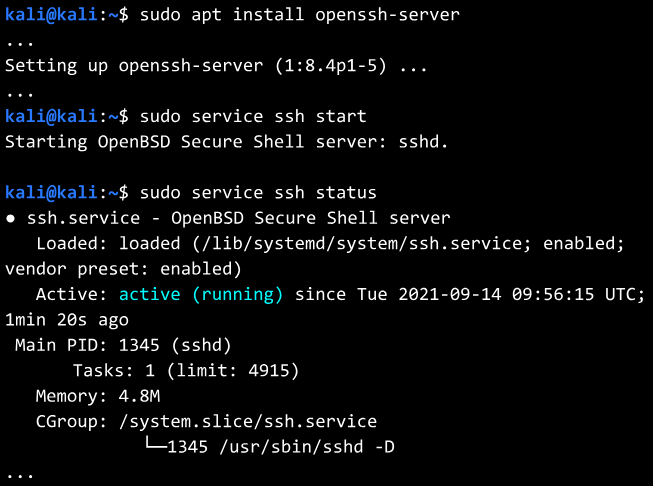 kali@kali:~$ sudo apt install openssh-server
...
Setting up openssh-server (1:8.4p1-5) ...
...
kali@kali:~$ sudo service ssh start
Starting OpenBSD Secure Shell server: sshd.
kali@kali:~$ sudo service ssh status
● ssh.service - OpenBSD Secure Shell server
Loaded: loaded (/lib/systemd/system/ssh.service; enabled;
vendor preset: enabled)
Active: active (running) since Tue 2021-09-14 09:56:15 UTC;
1min 20s ago
Main PID: 1345 (sshd)
Tasks: 1 (limit: 4915)
Memory: 4.8M
CGroup: /system.slice/ssh.service
└─1345 /usr/sbin/sshd -D
...